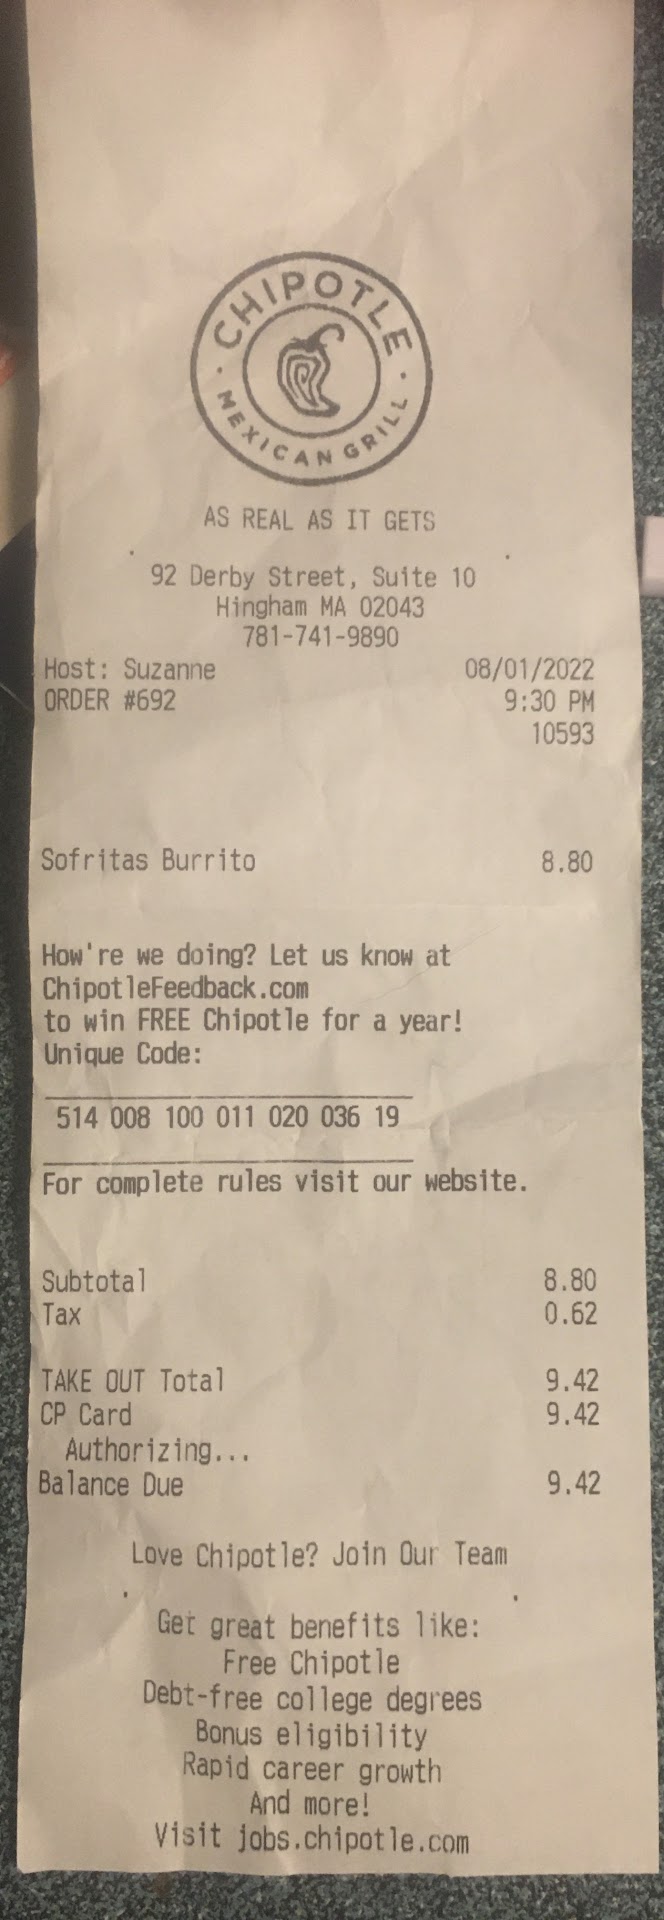 CHIPOTLE
MEXICAN GRILL
AS REAL AS IT GETS
92 Derby Street, Suite 10
Hingham MA 02043
781-741-9890
Host: Suzanne 08/01/2022
ORDER #692 9:30 PM
10593
Sofritas Burrito 8.80
How're we doing? Let us know at
ChipotleFeedback.com
to win FREE Chipotle for a year!
Unique Code:
514 008 100 011 020 036 19
For complete rules visit our website.
Subtotal 8.80
Tax 0.62
TAKE OUT Total 9.42
CP Card 9.42
Authorizing...
Balance Due 9.42
Love Chipotle? Join Our Team
Get great benefits like:
Free Chipotle
Debt-free college degrees
Bonus eligibility
Rapid career growth
And more!
Visit jobs.chipotle.com